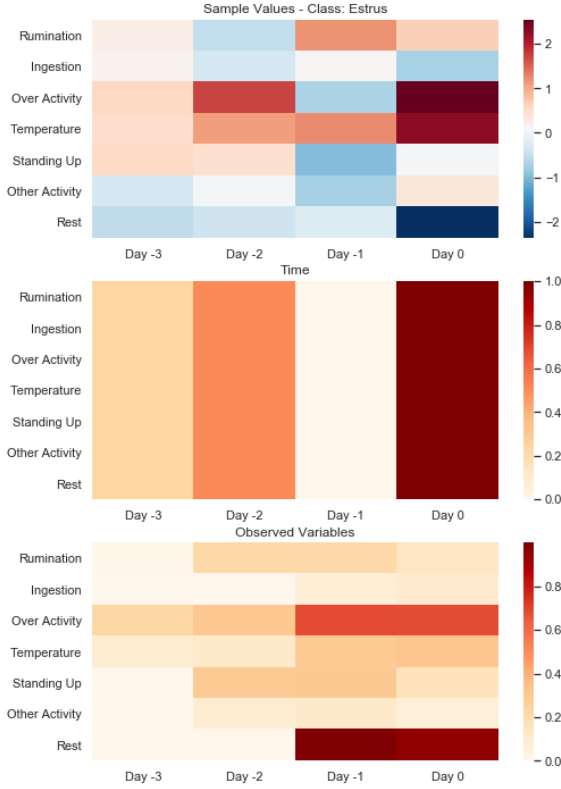 Sample Values - Class: Estrus
Rumination
Ingestion
Over Activity
Temperature
Standing Up
Other Activity
Rest
Day -3 Day -2 Day -1 Day 0
2
1
0
−1
−2
Time
Rumination
Ingestion
Over Activity
Temperature
Standing Up
Other Activity
Rest
Day -3 Day -2 Day -1 Day 0
1.0
0.8
0.6
0.4
0.2
0.0
Observed Variables
Rumination
Ingestion
Over Activity
Temperature
Standing Up
Other Activity
Rest
Day -3 Day -2 Day -1 Day 0
0.8
0.6
0.4
0.2
0.0